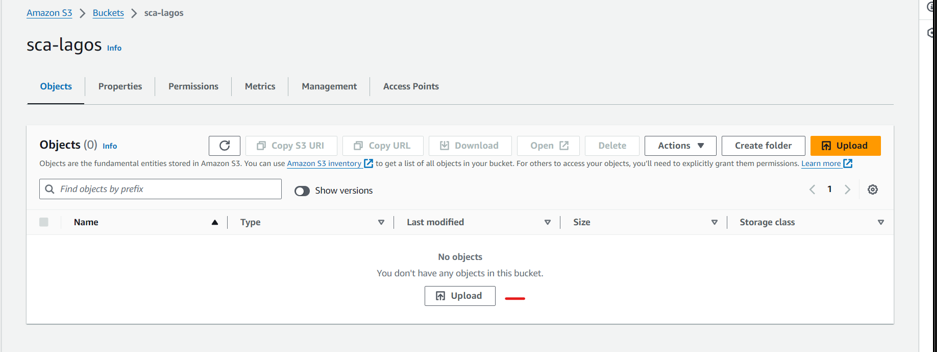 Amazon S3 > Buckets > sca-lagos
sca-lagos Info
Objects Properties Permissions Metrics Management Access Points
Objects (0) Info Copy S3 URI Copy URL Download Open Delete Actions Create folder Upload
Objects are the fundamental entities stored in Amazon S3. You can use Amazon S3 inventory to get a list of all objects in your bucket. For others to access your objects, you'll need to explicitly grant them permissions. Learn more
Find objects by prefix Show versions 1
Name Type Last modified Size Storage class
No objects
You don't have any objects in this bucket.
Upload